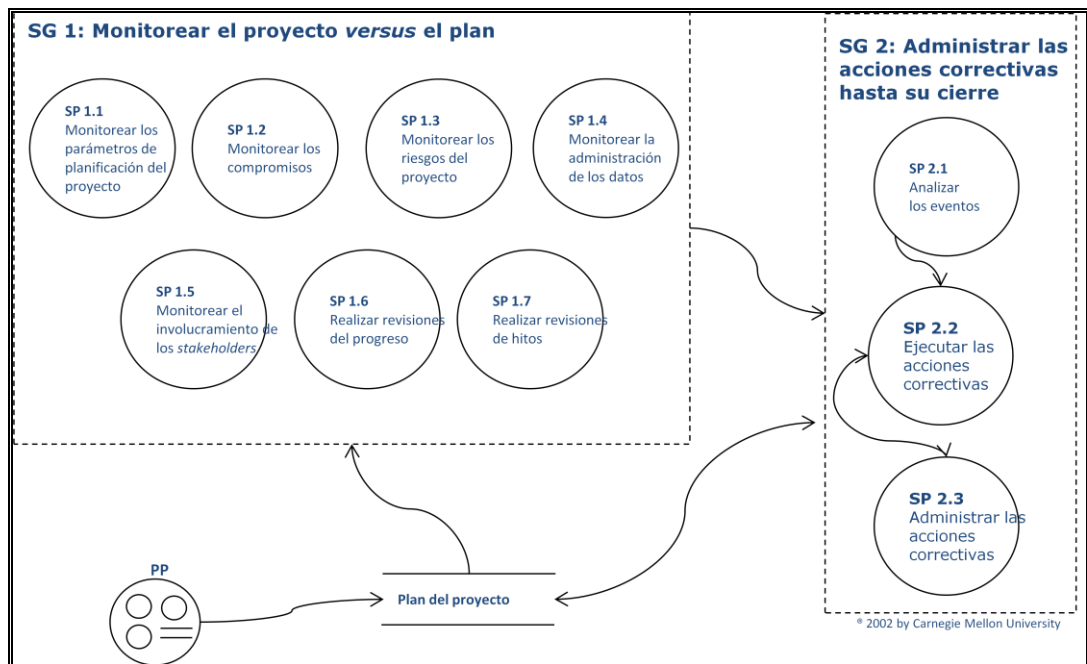 SG 1: Monitorear el proyecto versus el plan
SP 1.1
Monitorear los
parámetros de
planificación del
proyecto
SP 1.2
Monitorear los
compromisos
SP 1.3
Monitorear los
riesgos del
proyecto
SP 1.4
Monitorear la
administración
de los datos
SP 1.5
Monitorear el
involucramiento de
los stakeholders
SP 1.6
Realizar revisiones
del progreso
SP 1.7
Realizar revisiones
de hitos
SG 2: Administrar las
acciones correctivas
hasta su cierre
SP 2.1
Analizar
los eventos
SP 2.2
Ejecutar las
acciones
correctivas
SP 2.3
Administrar las
acciones
correctivas
PP
Plan del proyecto
® 2002 by Carnegie Mellon University